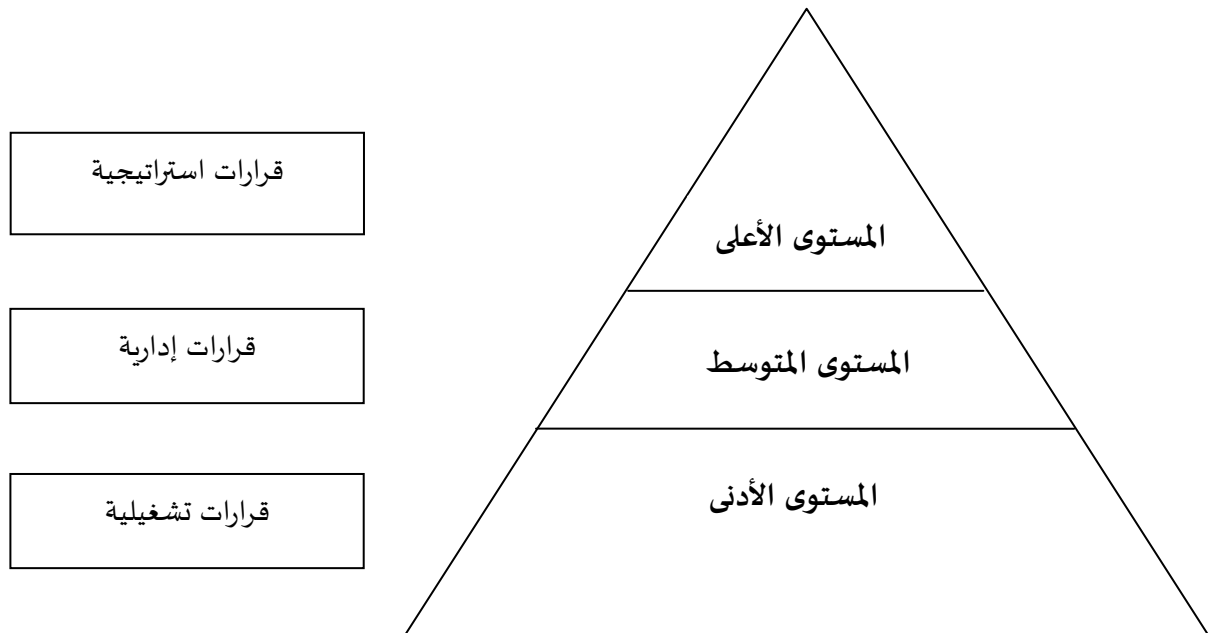 قرارات استراتيجية
المستوى الأعلى
قرارات إدارية
المستوى المتوسط
قرارات تشغيلية
المستوى الأدنى